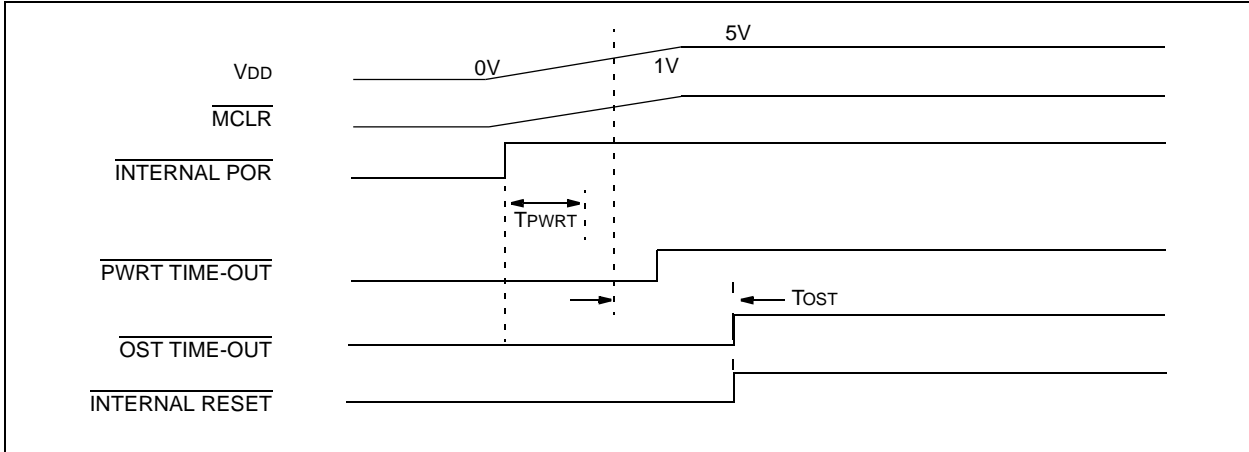 5V
VDD 0V 1V
MCLR
INTERNAL POR
TPWRT
PWRT TIME-OUT
TOST
OST TIME-OUT
INTERNAL RESET